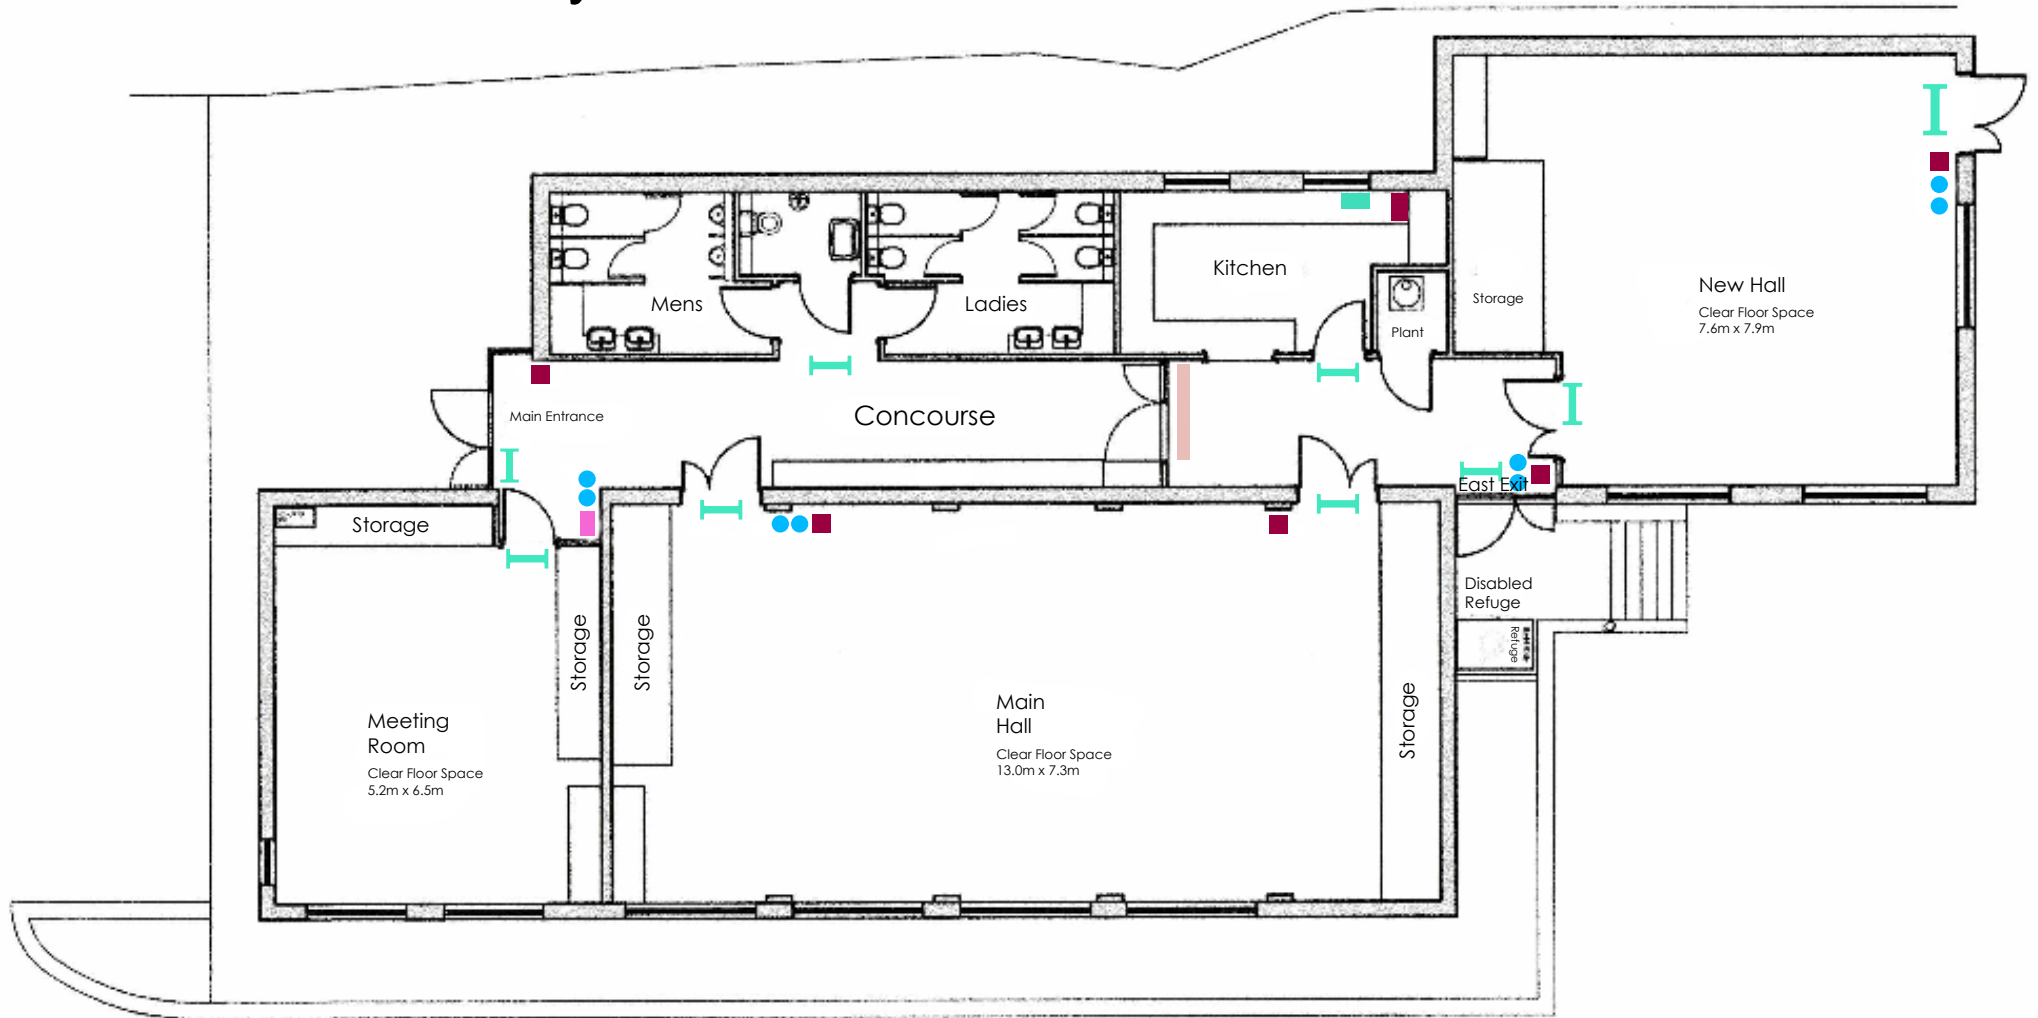 New Hall
Clear Floor Space
7.6m x 7.9m
Storage
Kitchen
Plant
Mens
Ladies
Main Entrance
Concourse
East Exit
Storage
Disabled
Refuge
Refuge
Storage
Storage
Storage
Meeting
Room
Clear Floor Space
5.2m x 6.5m
Main
Hall
Clear Floor Space
13.0m x 7.3m